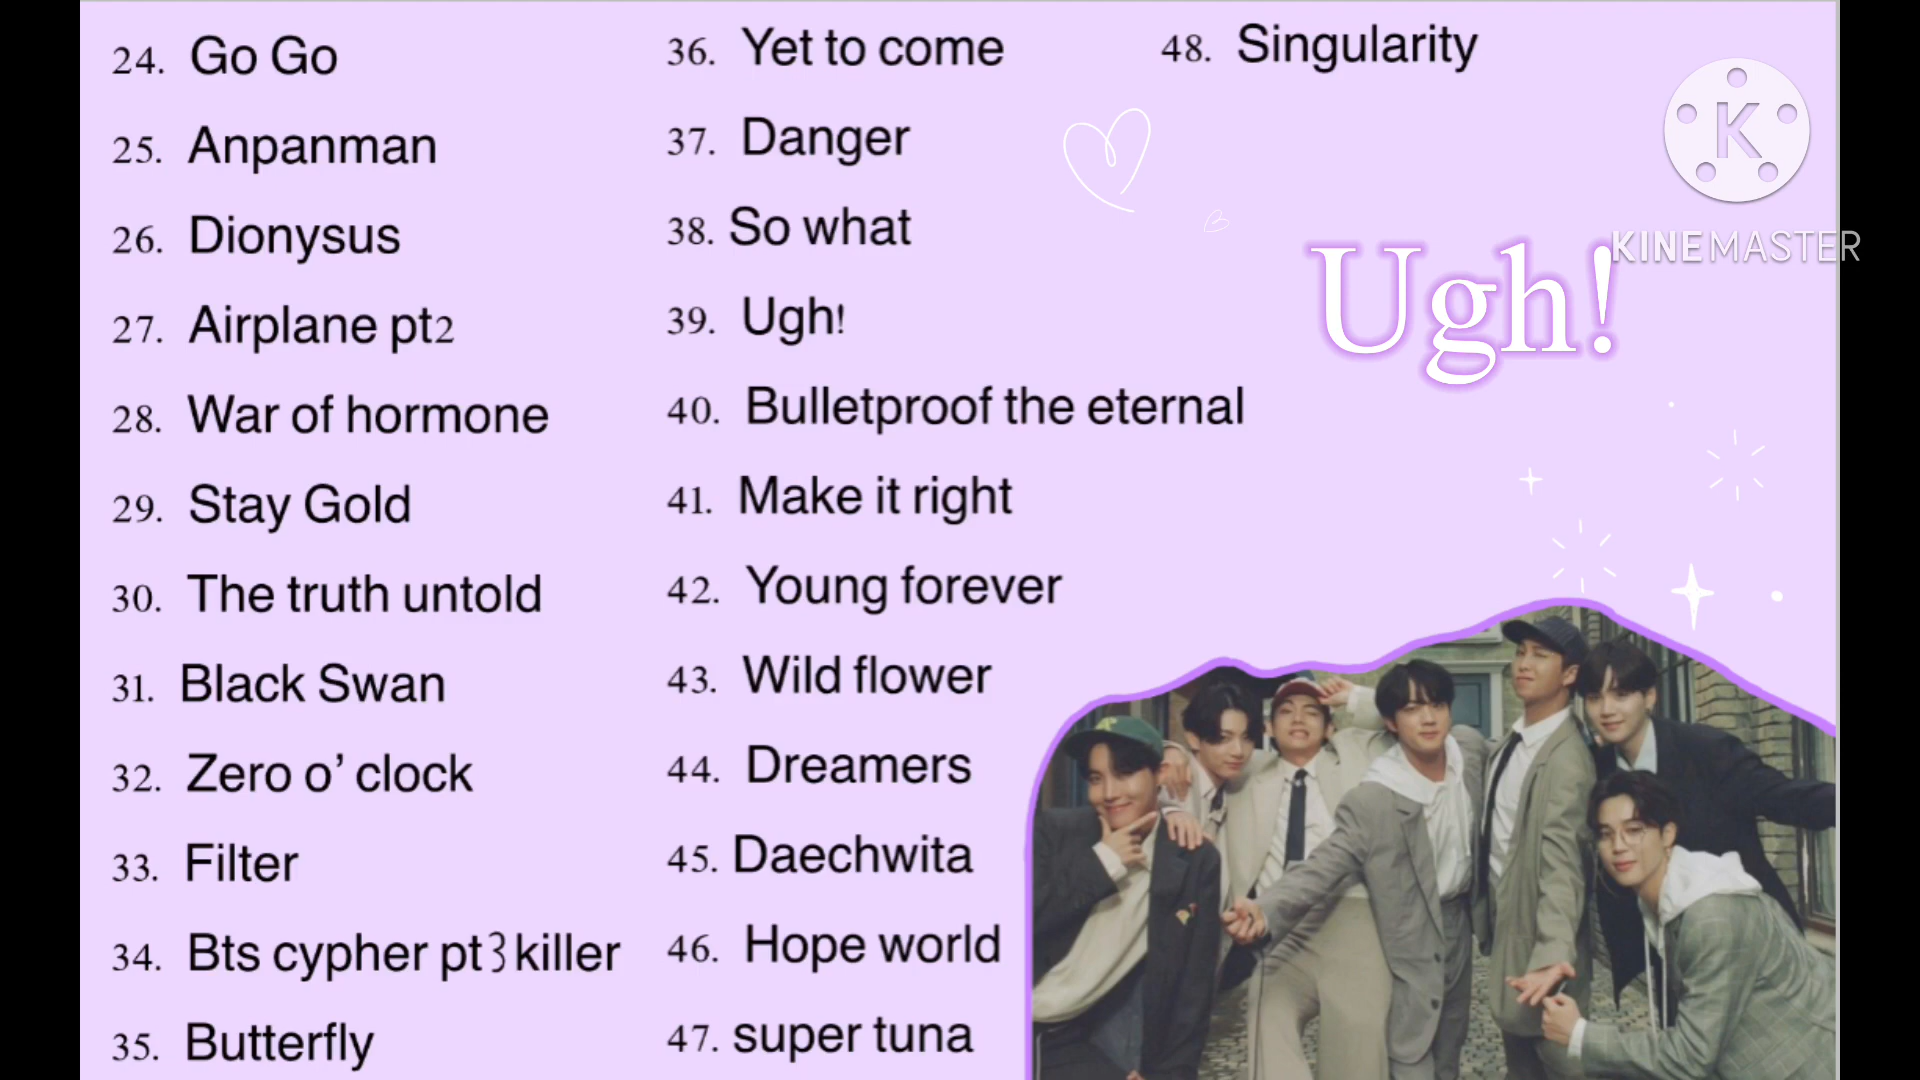 24. Go Go
25. Anpanman
26. Dionysus
27. Airplane pt2
28. War of hormone
29. Stay Gold
30. The truth untold
31. Black Swan
32. Zero o’ clock
33. Filter
34. Bts cypher pt3 killer
35. Butterfly
36. Yet to come
37. Danger
38. So what
39. Ugh!
40. Bulletproof the eternal
41. Make it right
42. Young forever
43. Wild flower
44. Dreamers
45. Daechwita
46. Hope world
47. super tuna
48. Singularity
K
KINEMASTER
Ugh!